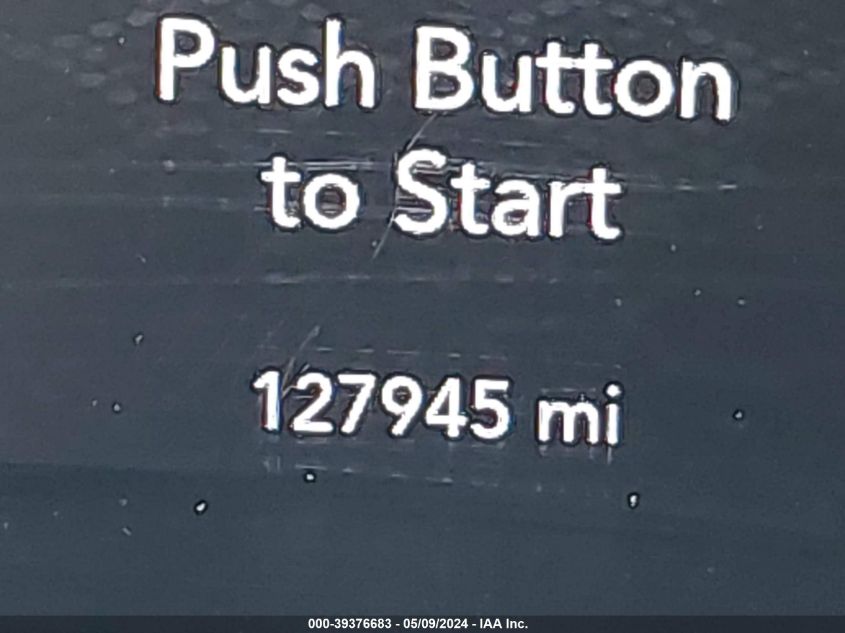 Push Button
to Start
127945 mi
000-39376683 - 05/09/2024 - IAA Inc.